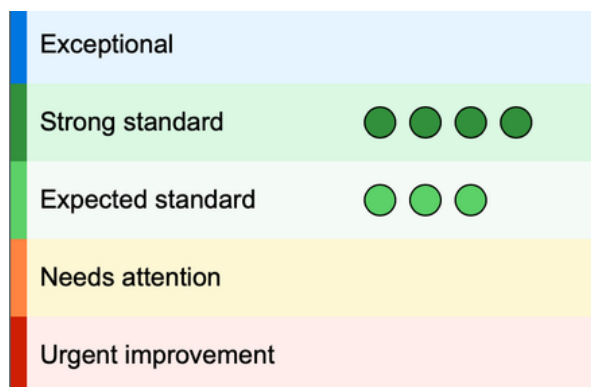 Exceptional
Strong standard
Expected standard
Needs attention
Urgent improvement